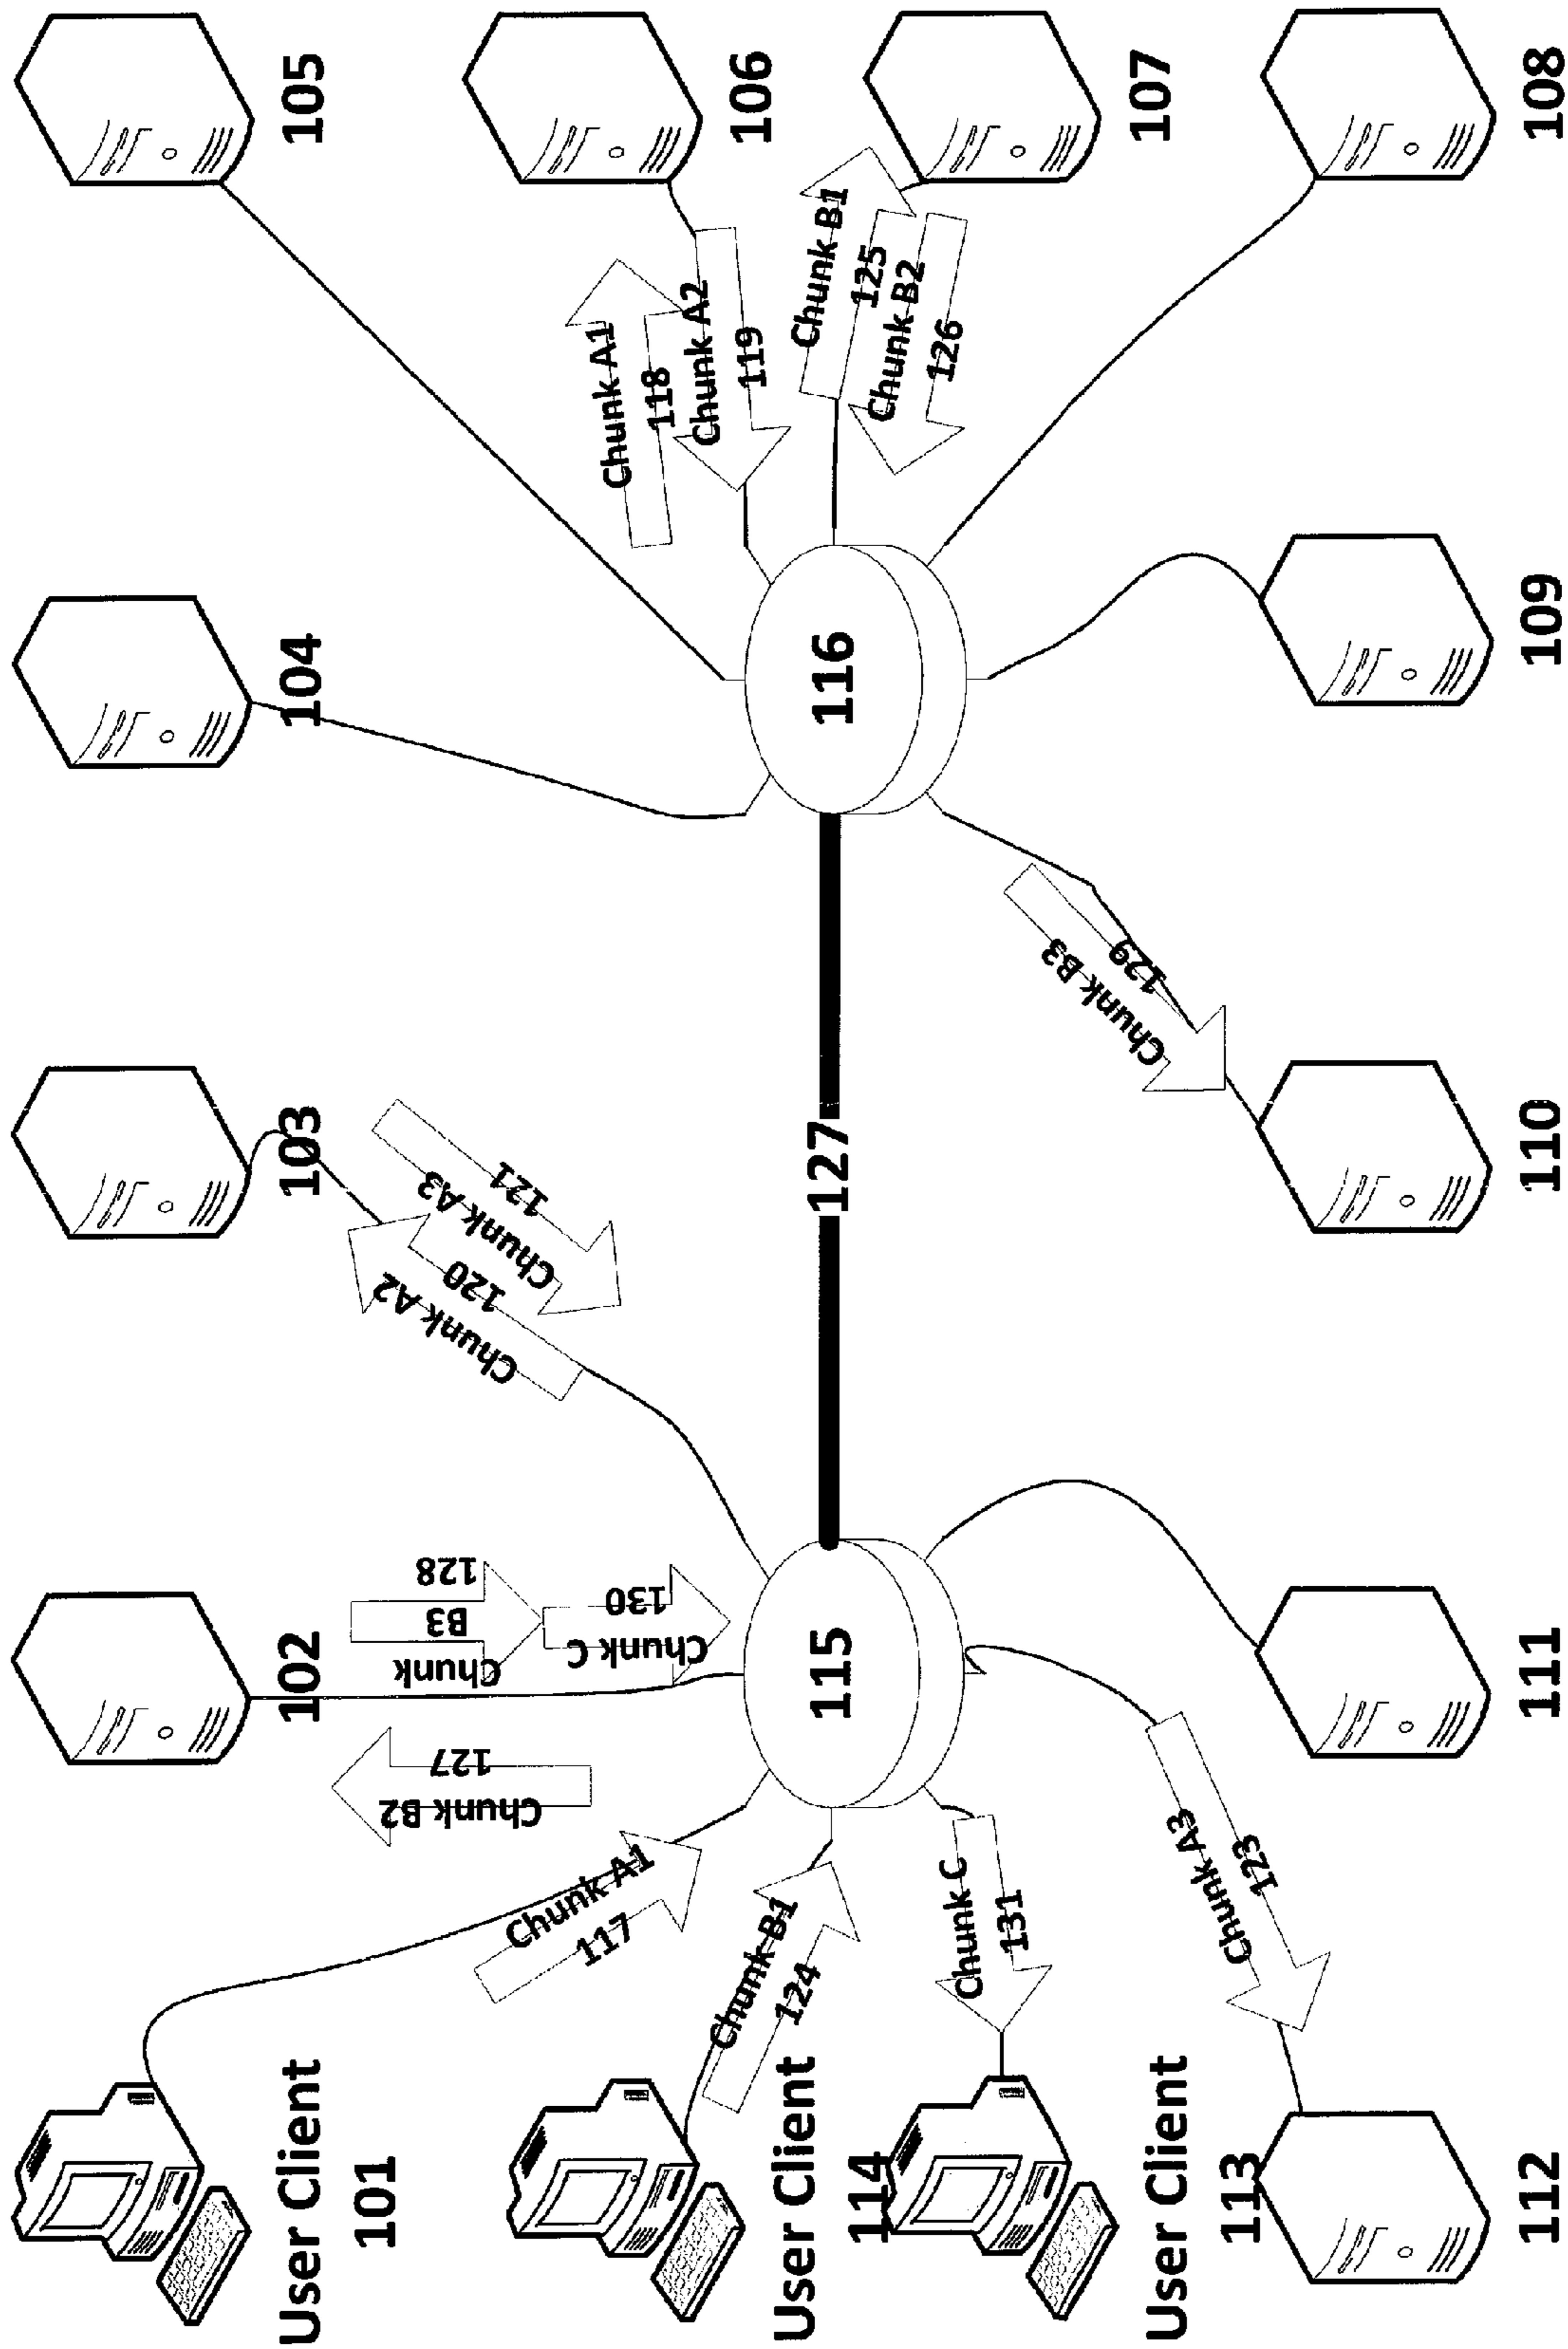 User Client
101
102
103
104
105
Chunk B2
127
Chunk
B3
128
Chunk C
130
Chunk A2
120
Chunk A3
121
Chunk A1
117
Chunk A1
118
Chunk A2
119
106
User Client
114
Chunk B1
124
115
127
116
Chunk B1
125
Chunk B2
126
107
User Client
113
Chunk C
131
Chunk A3
123
Chunk B3
129
112
111
110
109
108